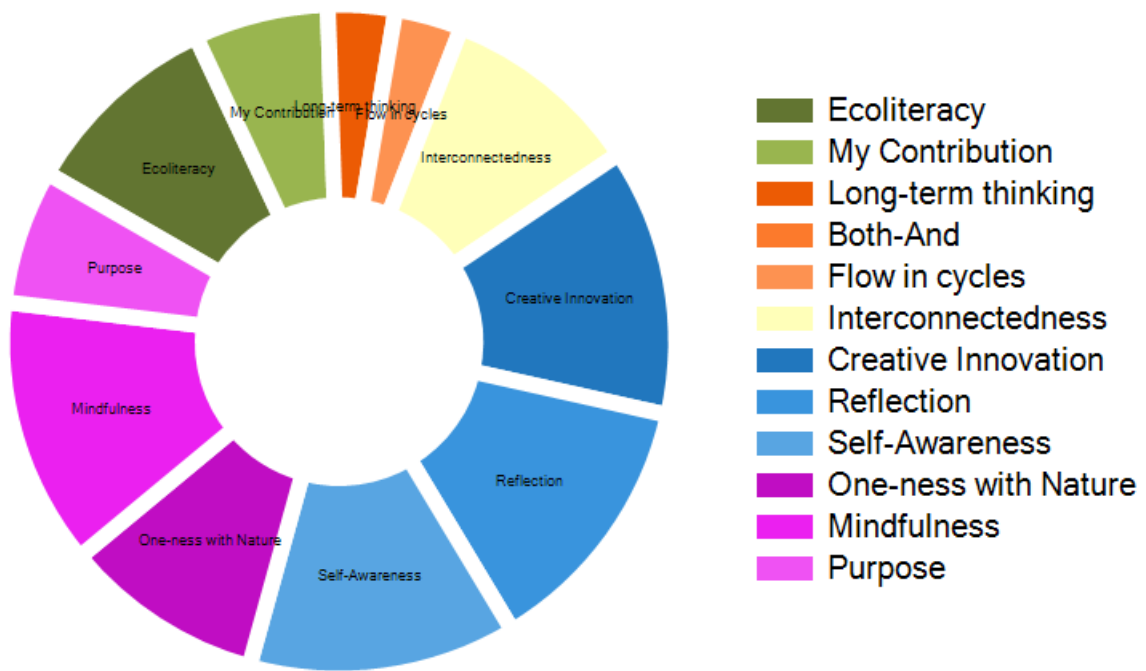 Long-term thinking
My Contribution
Flow in cycles
Interconnectedness
Ecoliteracy
Purpose
Creative Innovation
Mindfulness
Reflection
One-ness with Nature
Self-Awareness
Ecoliteracy
My Contribution
Long-term thinking
Both-And
Flow in cycles
Interconnectedness
Creative Innovation
Reflection
Self-Awareness
One-ness with Nature
Mindfulness
Purpose